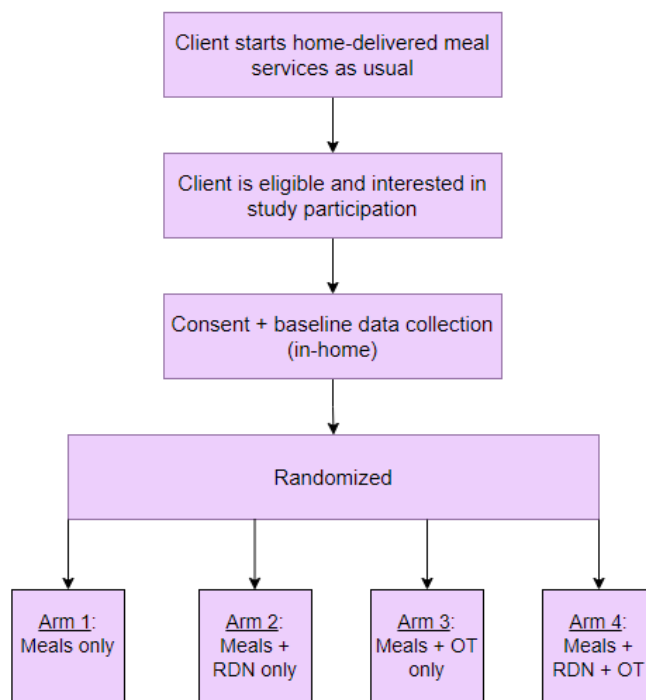 Client starts home-delivered meal
services as usual
Client is eligible and interested in
study participation
Consent + baseline data collection
(in-home)
Randomized
Arm 1:
Meals only
Arm 2:
Meals +
RDN only
Arm 3:
Meals + OT
only
Arm 4:
Meals +
RDN + OT